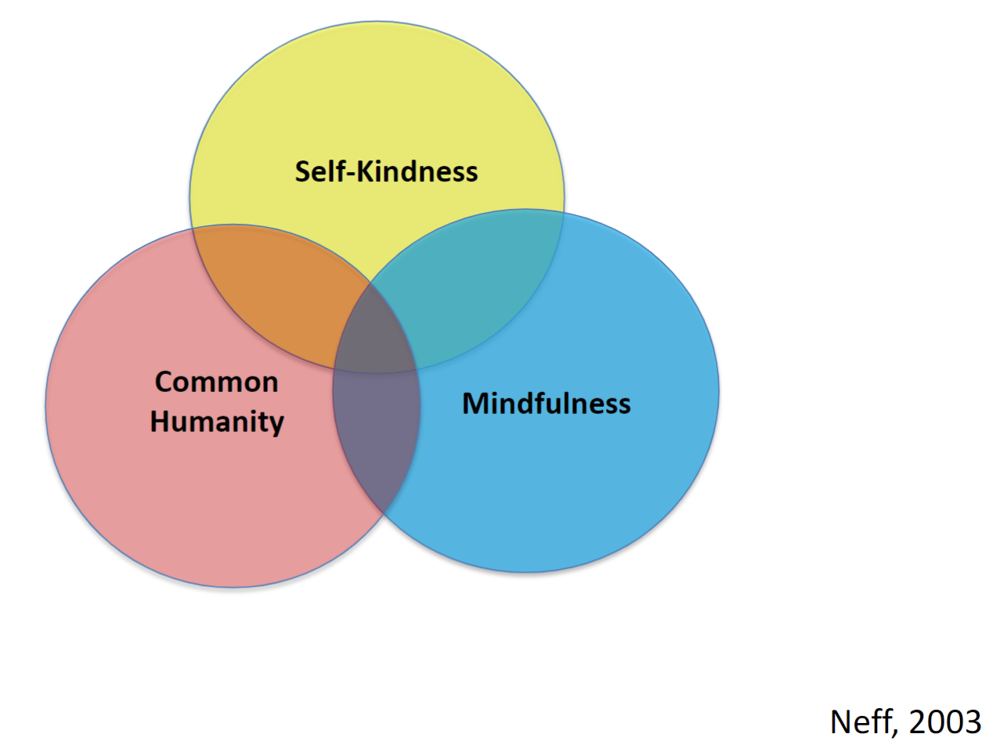 Self-Kindness
Common
Humanity
Mindfulness
Neff, 2003